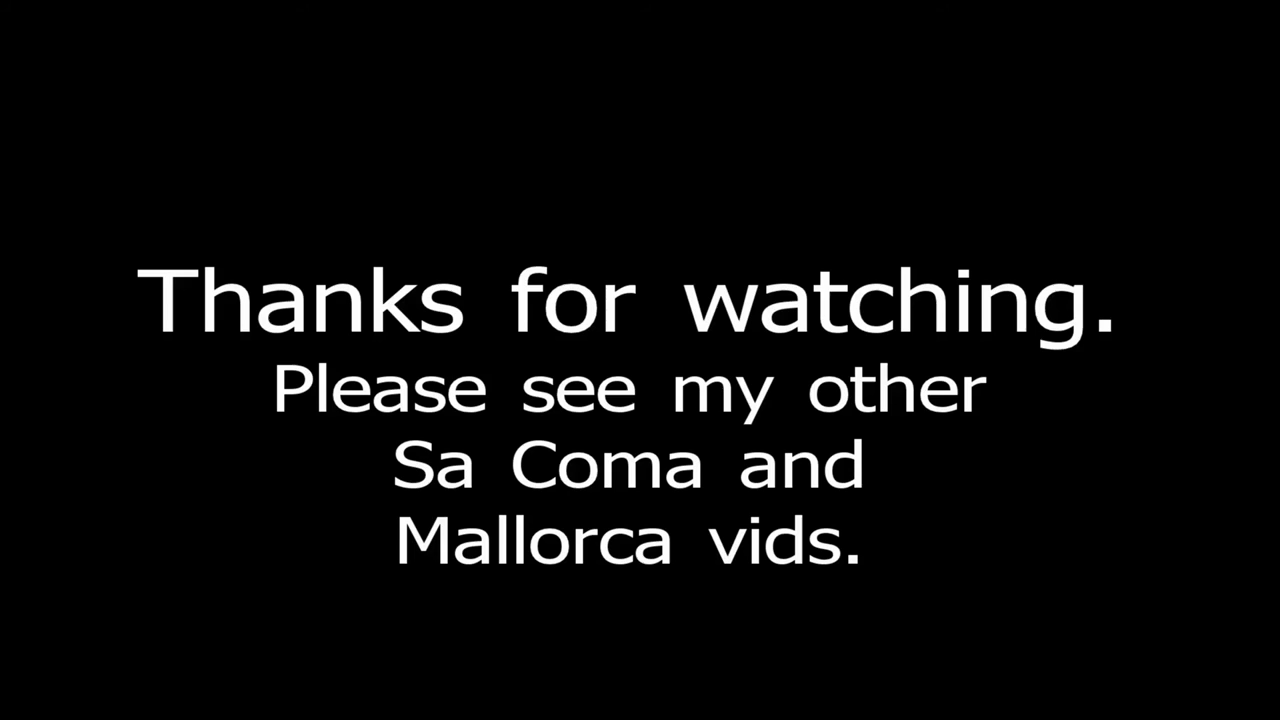 Thanks for watching.
Please see my other
Sa Coma and
Mallorca vids.